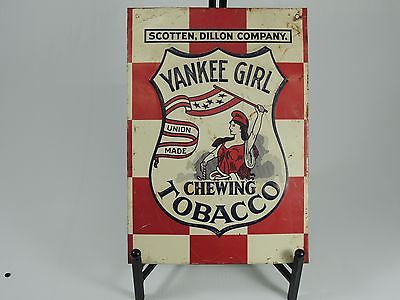 SCOTTEN, DILLON COMPANY.
YANKEE GIRL
UNION
MADE
CHEWING
TOBACCO